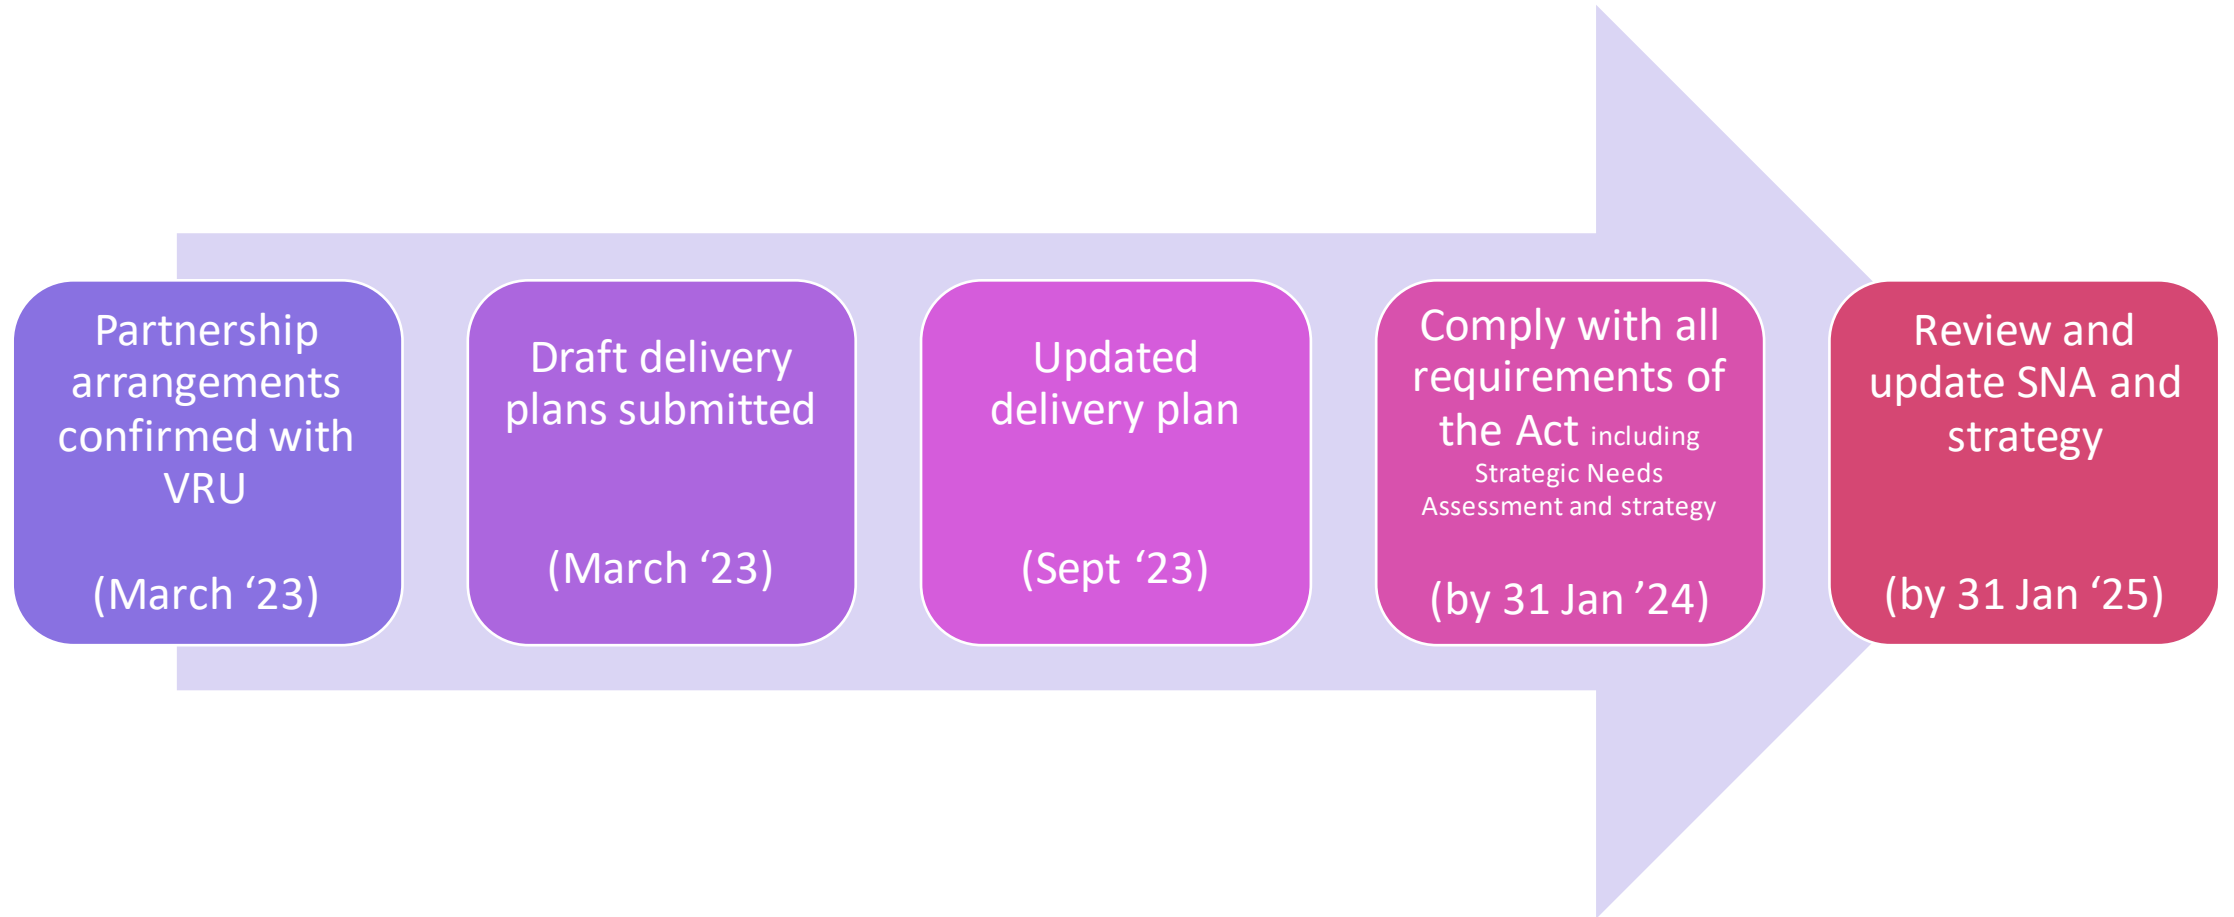 Partnership
arrangements
confirmed with
VRU
(March ‘23)
Draft delivery
plans submitted
(March ‘23)
Updated
delivery plan
(Sept ‘23)
Comply with all
requirements of
the Act including
Strategic Needs
Assessment and strategy
(by 31 Jan ’24)
Review and
update SNA and
strategy
(by 31 Jan ‘25)